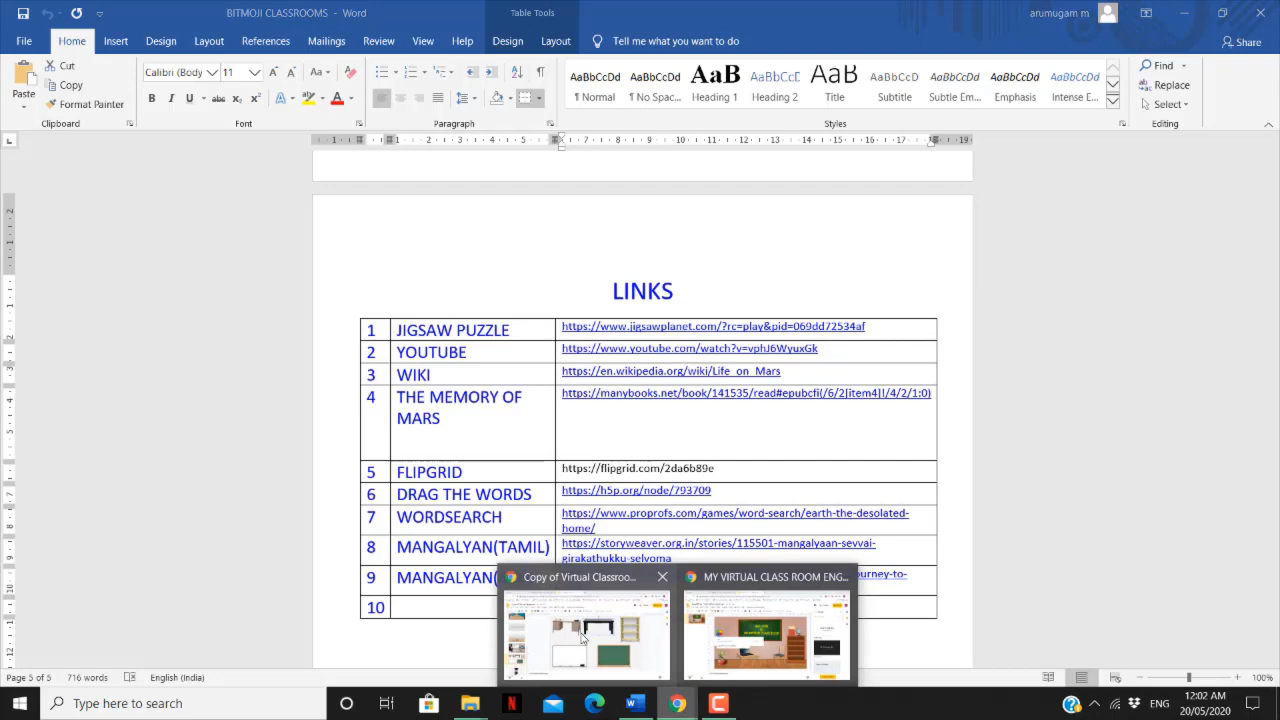 BITMOJI CLASSROOMS - Word
Table Tools
arumugam m
File Home Insert Design Layout References Mailings Review View Help Design Layout Tell me what you want to do Share
Paste
Cut
Copy
Format Painter
Clipboard
Calibri (Body 11
Font
Paragraph
AaBbCcDd AaBbCcDd AaB AaBbCcD AaB AaBbCcDd AaBbCcDd AaBbCcDd AaBbCcDd
¶ Normal ¶ No Spac... Heading 1 Heading 2 Title Subtitle Subtle Em... Emphasis Intense E...
Styles
Find
Replace
Select
Editing
LINKS
1 JIGSAW PUZZLE https://www.jigsawplanet.com/?rc=play&pid=069dd72534af
2 YOUTUBE https://www.youtube.com/watch?v=vphJ6WyuxGk
3 WIKI https://en.wikipedia.org/wiki/Life_on_Mars
4 THE MEMORY OF MARS https://manybooks.net/book/141535/read#epubcfi(/6/2[item4]!/4/2/1:0)
5 FLIPGRID https://flipgrid.com/2da6b89e
6 DRAG THE WORDS https://h5p.org/node/793709
7 WORDSEARCH https://www.proprofs.com/games/word-search/earth-the-desolated-
home/
8 MANGALYAN(TAMIL) https://storyweaver.org.in/stories/115501-mangalyaan-sevvai-
girakathukku-selvoma
9 MANGALYAN(
10
Copy of Virtual Classroo...
MY VIRTUAL CLASS ROOM ENG...
Page 5 of 5 716 words English (India) 100%
Type here to search
ENG
12:02 AM
20/05/2020